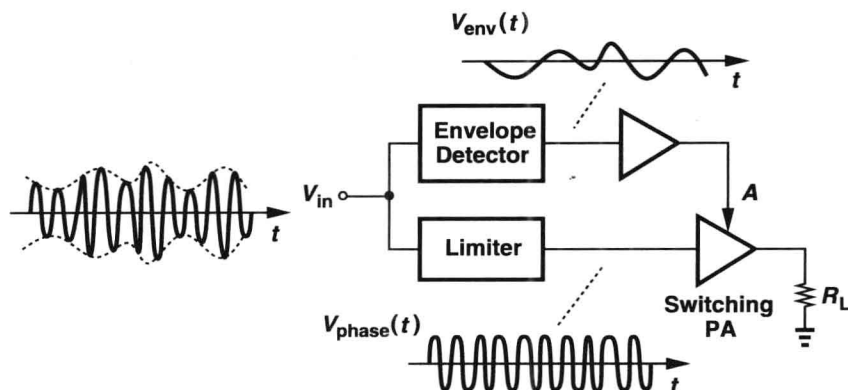 V_env(t)
t
Envelope
Detector
A
V_in
t
Limiter
Switching
PA
R_L
V_phase(t)
t